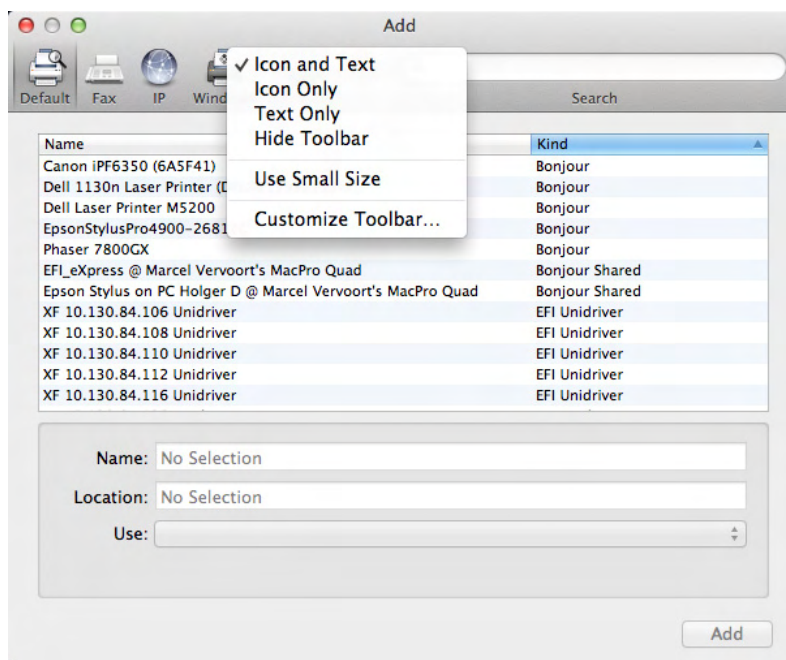 Add
Default Fax IP Wind
Search
✓ Icon and Text
Icon Only
Text Only
Hide Toolbar
Use Small Size
Customize Toolbar...
Name Kind
Canon iPF6350 (6A5F41) Bonjour
Dell 1130n Laser Printer (D Bonjour
Dell Laser Printer M5200 Bonjour
EpsonStylusPro4900-2681 Bonjour
Phaser 7800GX Bonjour
EFI_eXpress @ Marcel Vervoort's MacPro Quad Bonjour Shared
Epson Stylus on PC Holger D @ Marcel Vervoort's MacPro Quad Bonjour Shared
XF 10.130.84.106 Unidriver EFI Unidriver
XF 10.130.84.108 Unidriver EFI Unidriver
XF 10.130.84.110 Unidriver EFI Unidriver
XF 10.130.84.112 Unidriver EFI Unidriver
XF 10.130.84.116 Unidriver EFI Unidriver
Name: No Selection
Location: No Selection
Use:
Add